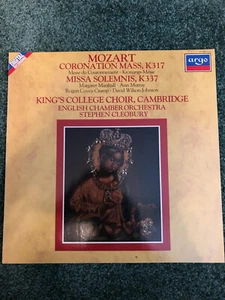 argo
MOZART
CORONATION MASS, K317
Messe du Couronnement · Krönungs-Messe
MISSA SOLEMNIS, K337
Margaret Marshall · Ann Murray
Rogers Covey-Crump · David Wilson-Johnson
KING'S COLLEGE CHOIR, CAMBRIDGE
ENGLISH CHAMBER ORCHESTRA
STEPHEN CLEOBURY